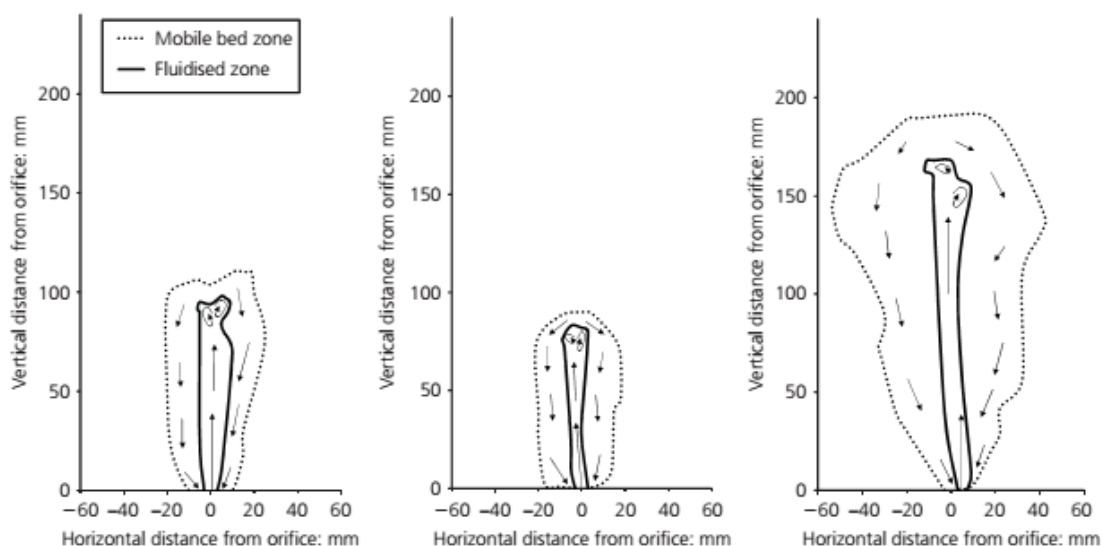 Mobile bed zone
Fluidised zone
Vertical distance from orifice: mm
200
150
100
50
0
−60 −40 −20 0 20 40 60
Horizontal distance from orifice: mm
Vertical distance from orifice: mm
200
150
100
50
0
−60 −40 −20 0 20 40 60
Horizontal distance from orifice: mm
Vertical distance from orifice: mm
200
150
100
50
0
−60 −40 −20 0 20 40 60
Horizontal distance from orifice: mm